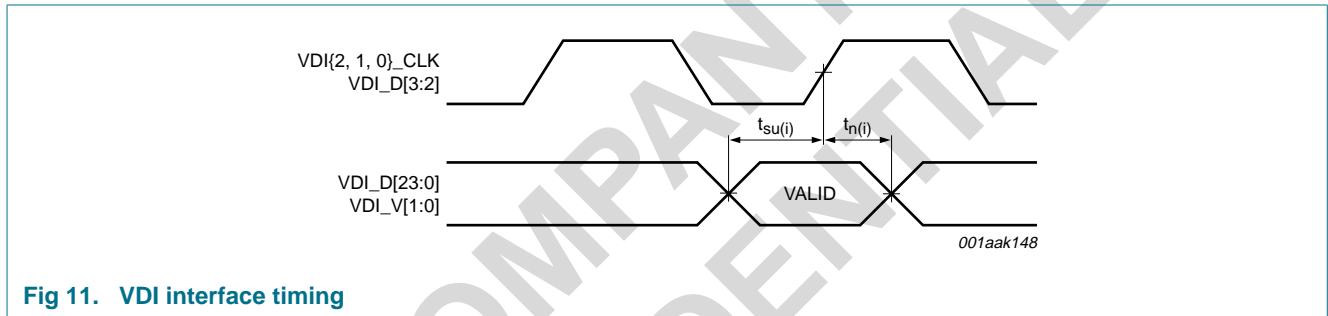 VDI{2, 1, 0}_CLK
VDI_D[3:2]
tsu(i)
tn(i)
VDI_D[23:0]
VDI_V[1:0]
VALID
001aak148
Fig 11. VDI interface timing